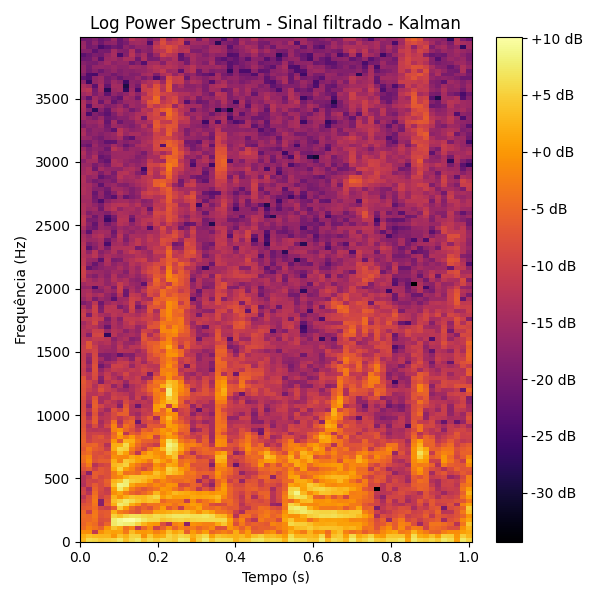 Log Power Spectrum - Sinal filtrado - Kalman
Frequência (Hz)
3500
3000
2500
2000
1500
1000
500
0
0.0 0.2 0.4 0.6 0.8 1.0
Tempo (s)
+10 dB
+5 dB
+0 dB
-5 dB
-10 dB
-15 dB
-20 dB
-25 dB
-30 dB